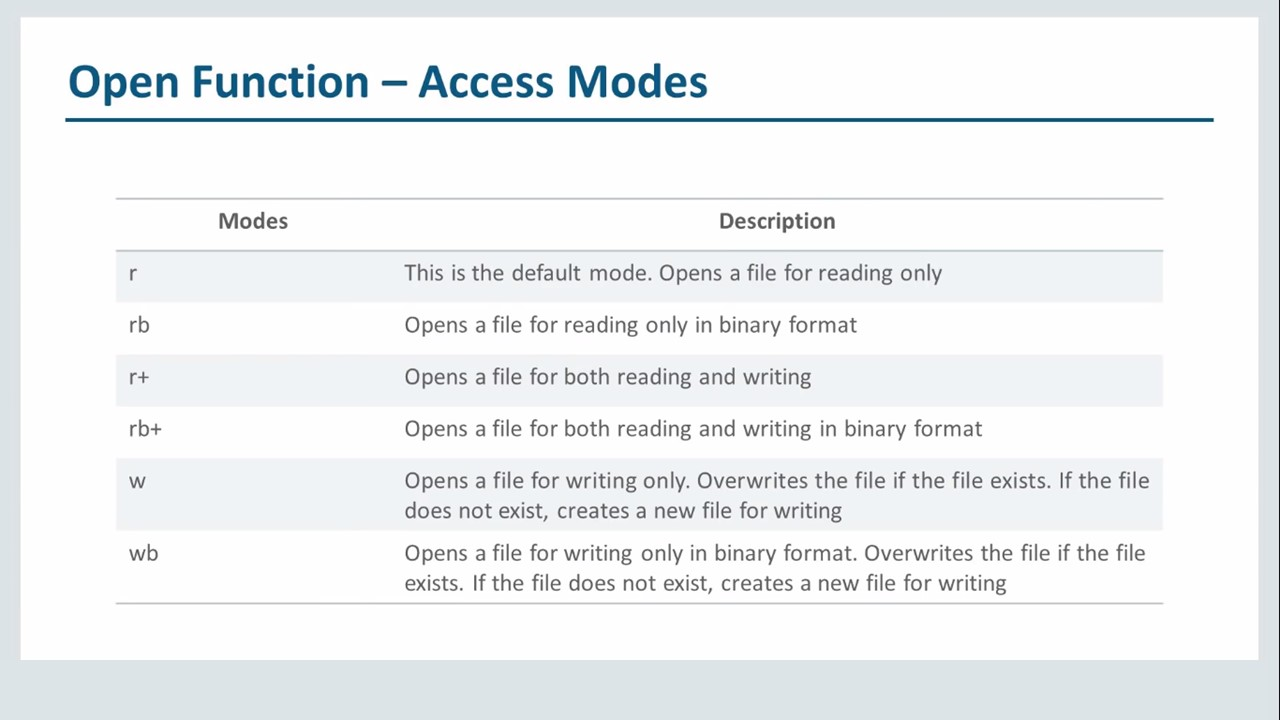 Open Function – Access Modes
Modes Description
r This is the default mode. Opens a file for reading only
rb Opens a file for reading only in binary format
r+ Opens a file for both reading and writing
rb+ Opens a file for both reading and writing in binary format
w Opens a file for writing only. Overwrites the file if the file exists. If the file
does not exist, creates a new file for writing
wb Opens a file for writing only in binary format. Overwrites the file if the file
exists. If the file does not exist, creates a new file for writing